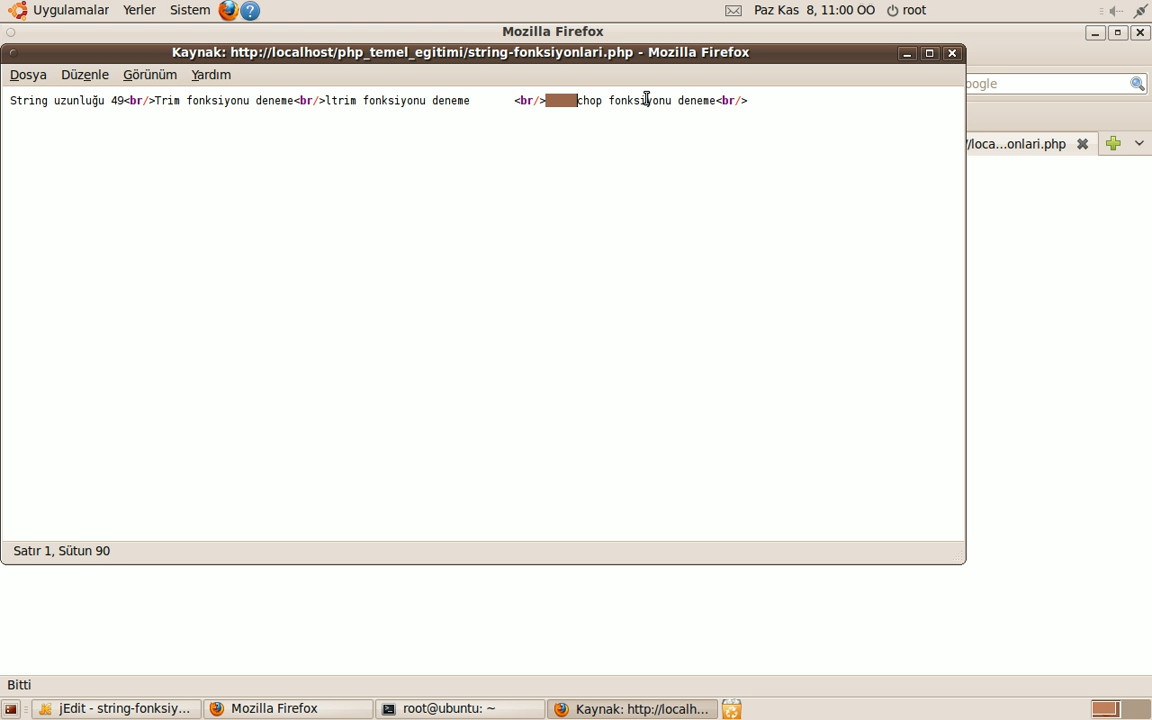 Uygulamalar Yerler Sistem Paz Kas 8, 11:00 ÖÖ root
Mozilla Firefox
Kaynak: http://localhost/php_temel_egitimi/string-fonksiyonlari.php - Mozilla Firefox
Dosya Düzenle Görünüm Yardım
oogle
String uzunluğu 49<br/>Trim fonksiyonu deneme<br/>ltrim fonksiyonu deneme <br/> chop fonksiyonu deneme<br/>
/loca...onlari.php
Satır 1, Sütun 90
Bitti
jEdit - string-fonksiy... Mozilla Firefox root@ubuntu: ~ Kaynak: http://localh...